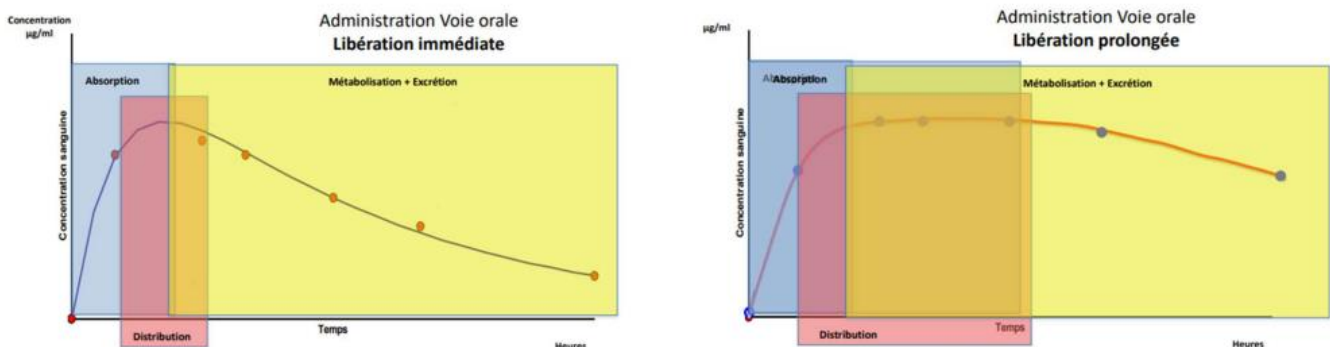 Concentration
µg/ml
Administration Voie orale
Libération immédiate
Absorption
Métabolisation + Excrétion
Concentration sanguine
Temps
Distribution
Heures
µg/ml
Administration Voie orale
Libération prolongée
Absorption
Métabolisation + Excrétion
Concentration sanguine
Temps
Distribution
Heures